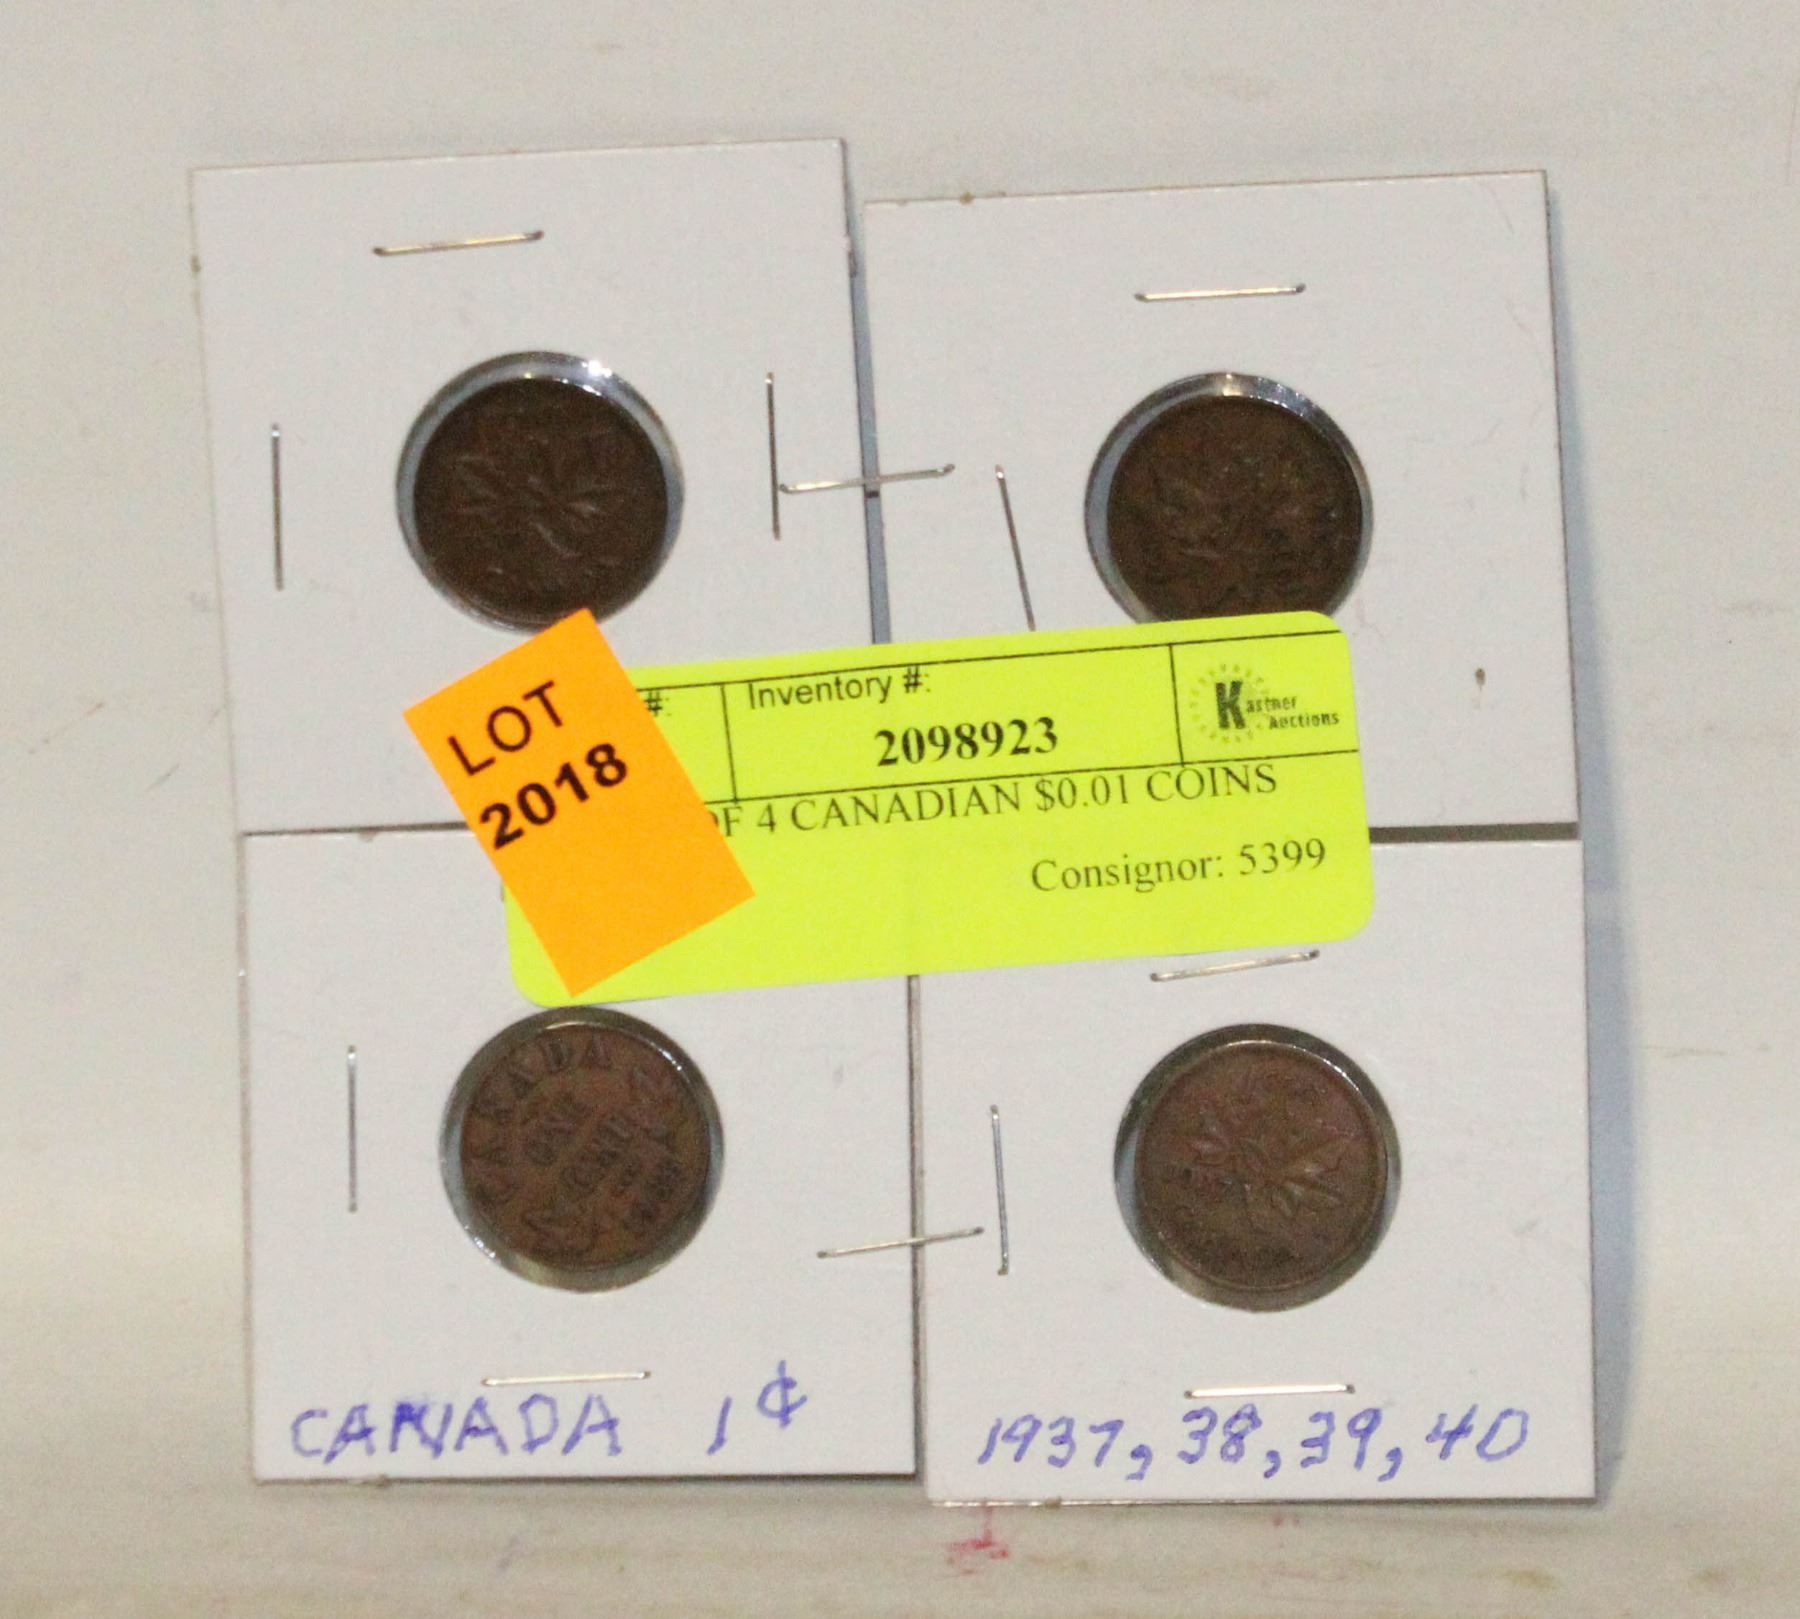 LOT
2018
#:
Inventory #:
2098923
Kastner
Auctions
OF 4 CANADIAN $0.01 COINS
Consignor: 5399
CANADA
ONE
CENT
CANADA 1¢
1937, 38, 39, 40